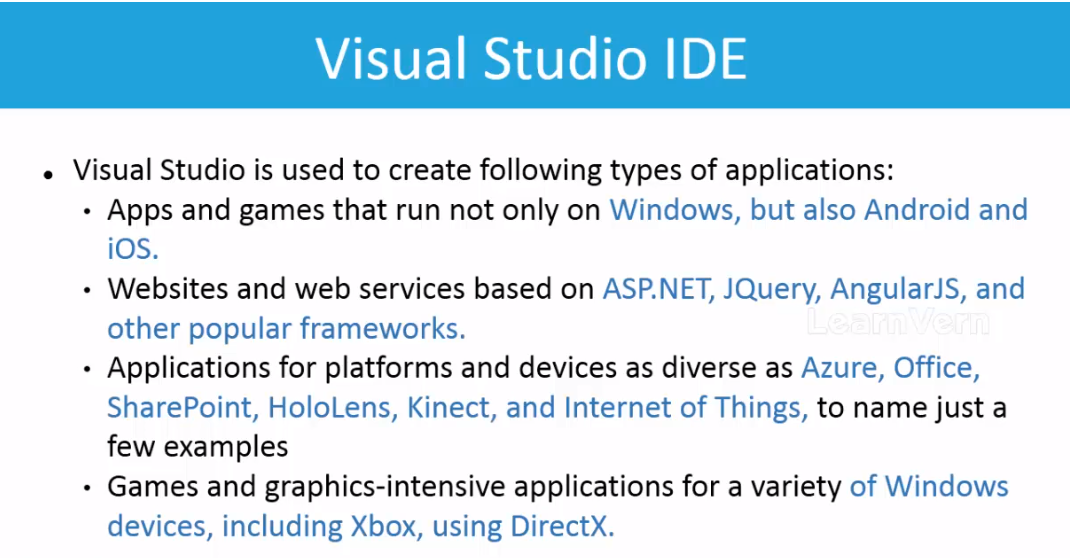 Visual Studio IDE
• Visual Studio is used to create following types of applications:
• Apps and games that run not only on Windows, but also Android and
iOS.
• Websites and web services based on ASP.NET, JQuery, AngularJS, and
other popular frameworks.
LearnVern
• Applications for platforms and devices as diverse as Azure, Office,
SharePoint, HoloLens, Kinect, and Internet of Things, to name just a
few examples
• Games and graphics-intensive applications for a variety of Windows
devices, including Xbox, using DirectX.